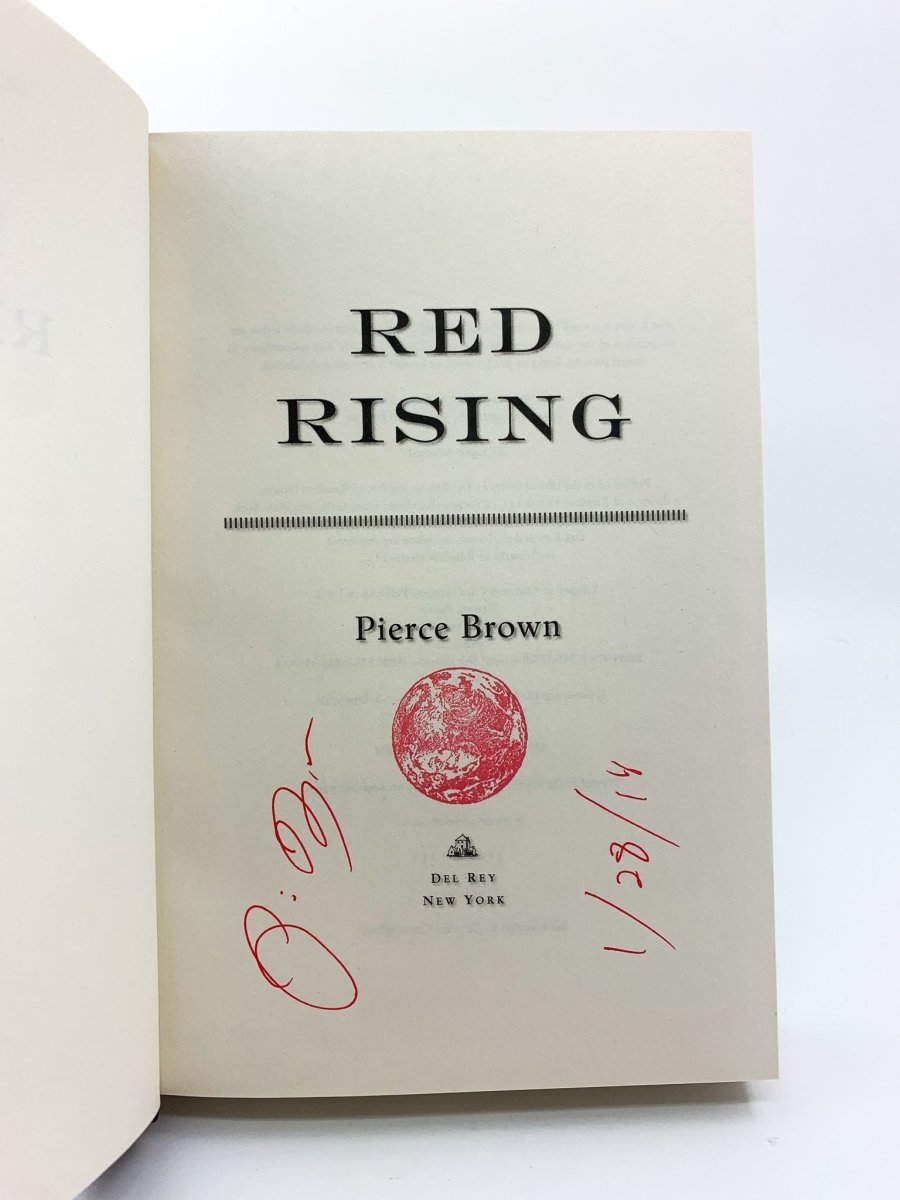 RED
RISING
Pierce Brown
DEL REY
NEW YORK
1/28/14